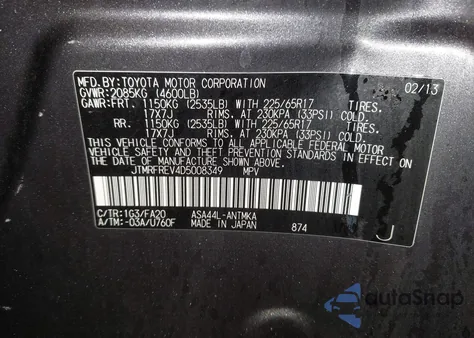 MFD.BY:TOYOTA MOTOR CORPORATION 02/13
GVWR:2085KG (4600LB)
GAWR:FRT. 1150KG (2535LB) WITH 225/65R17 TIRES.
17X7J RIMS, AT 230KPA (33PSI) COLD
RR. 1150KG (2535LB) WITH 225/65R17 TIRES.
17X7J RIMS, AT 230KPA (33PSI) COLD
THIS VEHICLE CONFORMS TO ALL APPLICABLE FEDERAL MOTOR
VEHICLE SAFETY AND THEFT PREVENTION STANDARDS IN EFFECT
ON THE DATE OF MANUFACTURE SHOWN ABOVE.
JTMRFREV4D5008349 MPV
C/TR:1G3/FA20 ASA44L-ANTMKA
A/TM:-03A/U760F MADE IN JAPAN 874 J
autoSnap